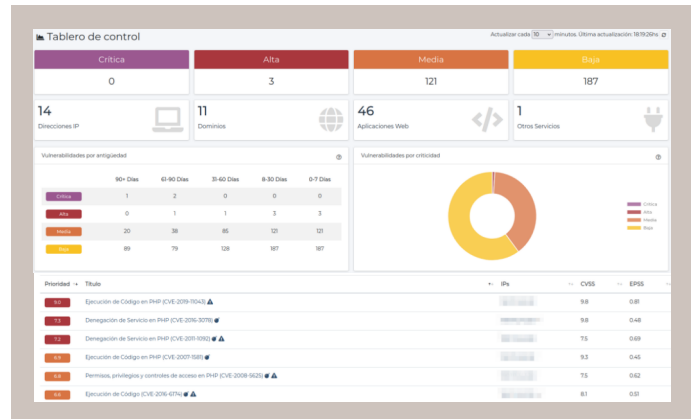 Tablero de control
Actualizar cada 10 minutos. Última actualización: 18:19:26hs.
Crítica Alta Media Baja
0 3 121 187
14 11 46 1
Direcciones IP Dominios Aplicaciones Web Otros Servicios
Vulnerabilidades por antigüedad
Vulnerabilidades por criticidad
90+ Días 61-90 Días 31-60 Días 8-30 Días 0-7 Días
Crítica 1 2 0 0 0
Alta 0 1 1 3 3
Media 20 38 85 121 121
Baja 89 79 128 187 187
Crítica
Alta
Media
Baja
Prioridad Título IPs CVSS EPSS
9.0 Ejecución de Código en PHP (CVE-2019-11043) 9.8 0.81
7.3 Denegación de Servicio en PHP (CVE-2016-3078) 9.8 0.48
7.2 Denegación de Servicio en PHP (CVE-2011-1092) 7.5 0.69
6.9 Ejecución de Código en PHP (CVE-2007-1581) 9.3 0.46
6.8 Permisos, privilegios y controles de acceso en PHP (CVE-2008-5625) 7.5 0.62
6.6 Ejecución de Código (CVE-2016-6174) 8.1 0.51